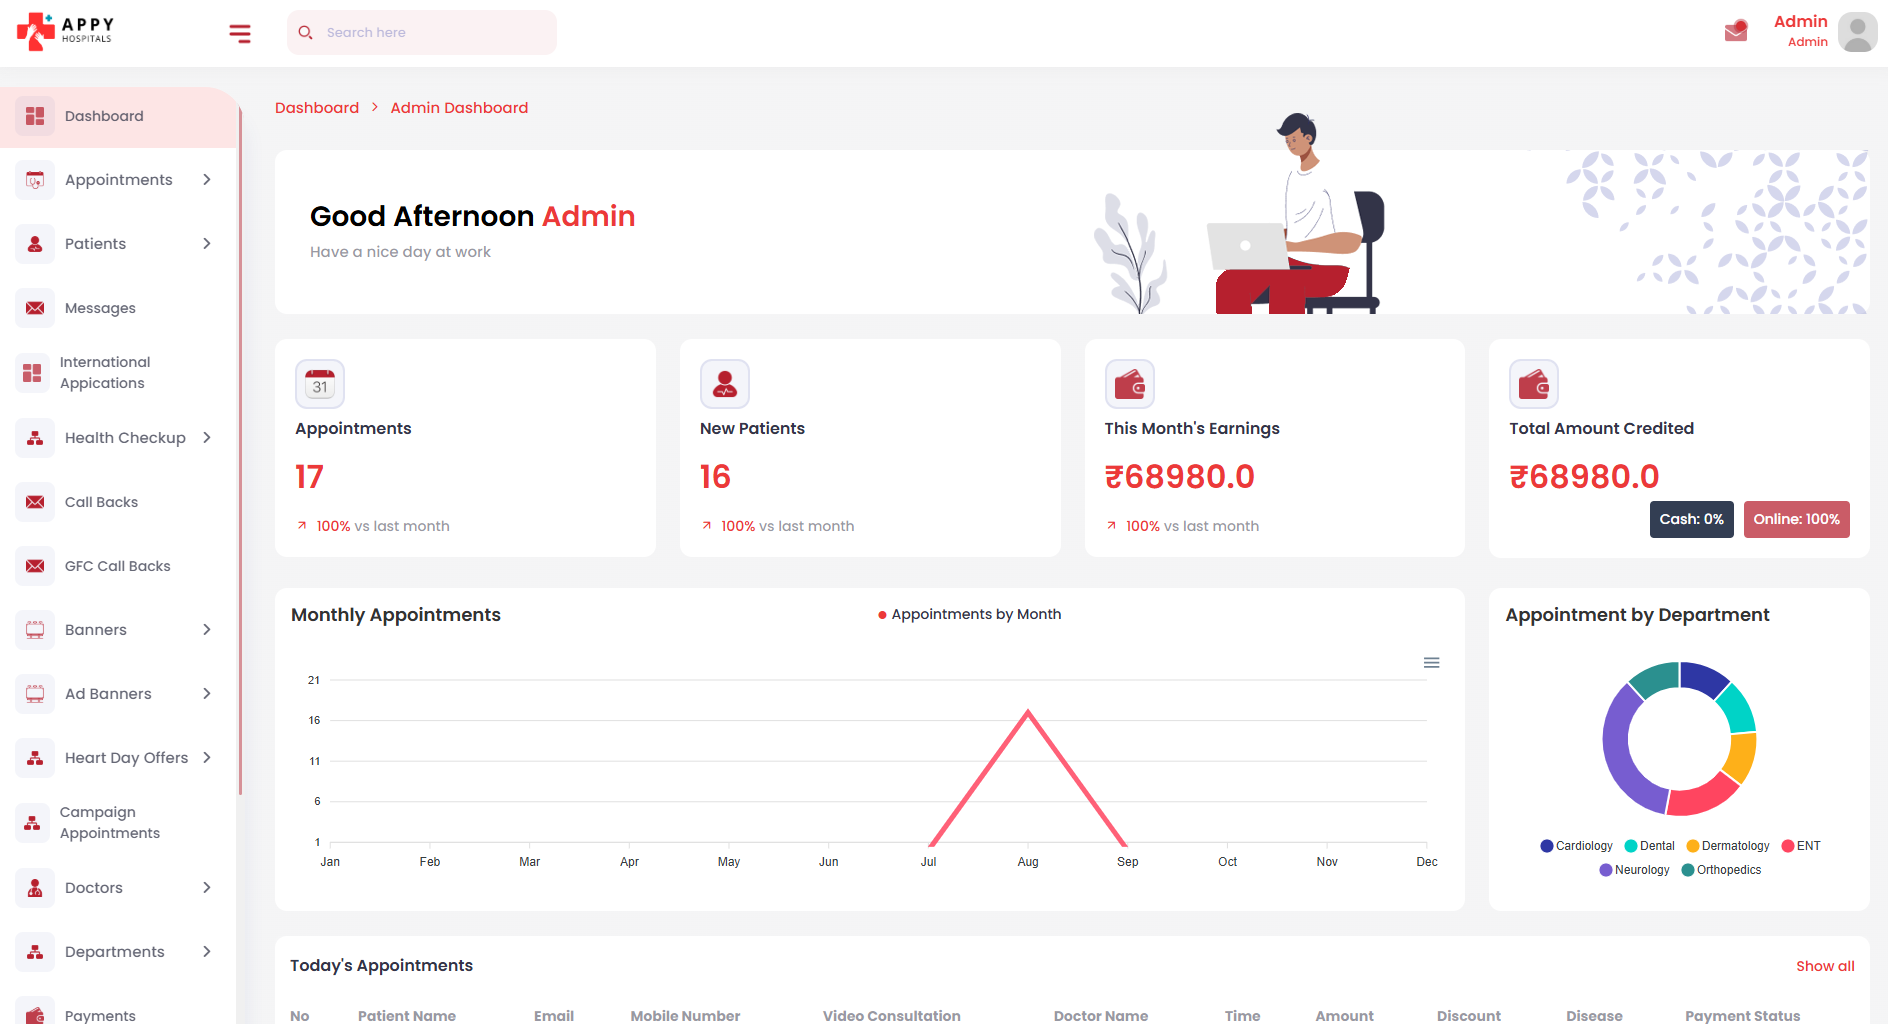 APPY
HOSPITALS
Search here
Admin
Admin
Dashboard
Appointments
Patients
Messages
International
Appications
Health Checkup
Call Backs
GFC Call Backs
Banners
Ad Banners
Heart Day Offers
Campaign
Appointments
Doctors
Departments
Payments
Dashboard > Admin Dashboard
Good Afternoon Admin
Have a nice day at work
31
Appointments
17
100% vs last month
New Patients
16
100% vs last month
This Month's Earnings
₹68980.0
100% vs last month
Total Amount Credited
₹68980.0
Cash: 0% Online: 100%
Monthly Appointments
Appointments by Month
21
16
11
6
1
Jan Feb Mar Apr May Jun Jul Aug Sep Oct Nov Dec
Appointment by Department
Cardiology Dental Dermatology ENT
Neurology Orthopedics
Today's Appointments
Show all
No Patient Name Email Mobile Number Video Consultation Doctor Name Time Amount Discount Disease Payment Status